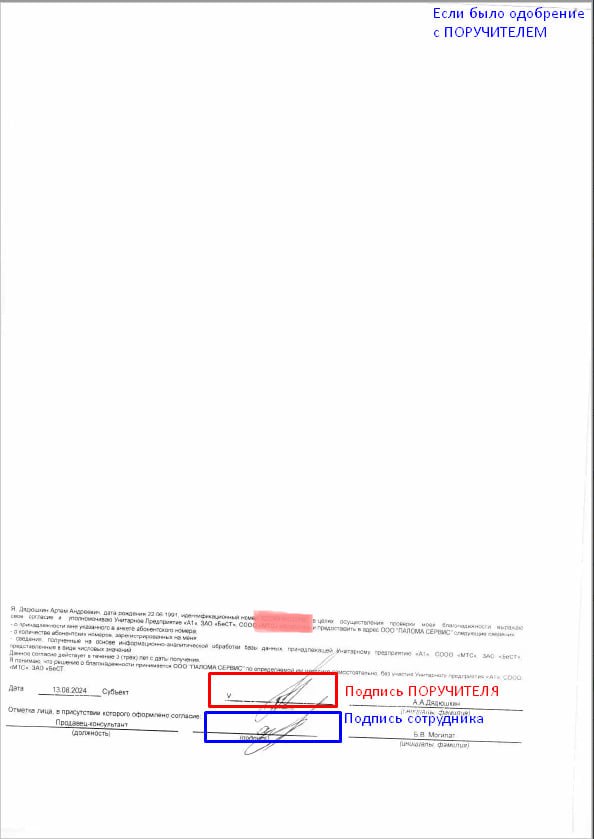 Если было одобрение
с ПОРУЧИТЕЛЕМ
Я, Дядюшкин Артем Андреевич, дата рождения 22.06.1991, идентификационный номер в целях осуществления проверки моей благонадежности выражаю
свое согласие и уполномочиваю Унитарное Предприятие «А1», ЗАО «БеСТ», СООО предоставить в адрес ООО "ПАЛОМА СЕРВИС" следующие сведения:
- о принадлежности мне указанного в анкете абонентского номера,
- о количестве абонентских номеров, зарегистрированных на меня
- сведения, полученные на основе информационно-аналитической обработки базы данных, принадлежащей Унитарному предприятию «А1», СООО «МТС», ЗАО «БеСТ»,
представленные в виде числовых значений
Данное согласие действует в течение 3 (трех) лет с даты получения.
Я понимаю что решение о благонадежности принимается ООО "ПАЛОМА СЕРВИС" по определяемой им самостоятельно, без участия Унитарного предприятия «А1», СООО
«МТС», ЗАО «БеСТ
Дата 13.08.2024 Субъект v Подпись ПОРУЧИТЕЛЯ А.А.Дядюшкин
(инициалы, фамилия)
Отметка лица, в присутствии которого оформлено согласие Подпись сотрудника
Продавец-консультант Б.В. Могилат
(должность) (подпись) (инициалы, фамилия)